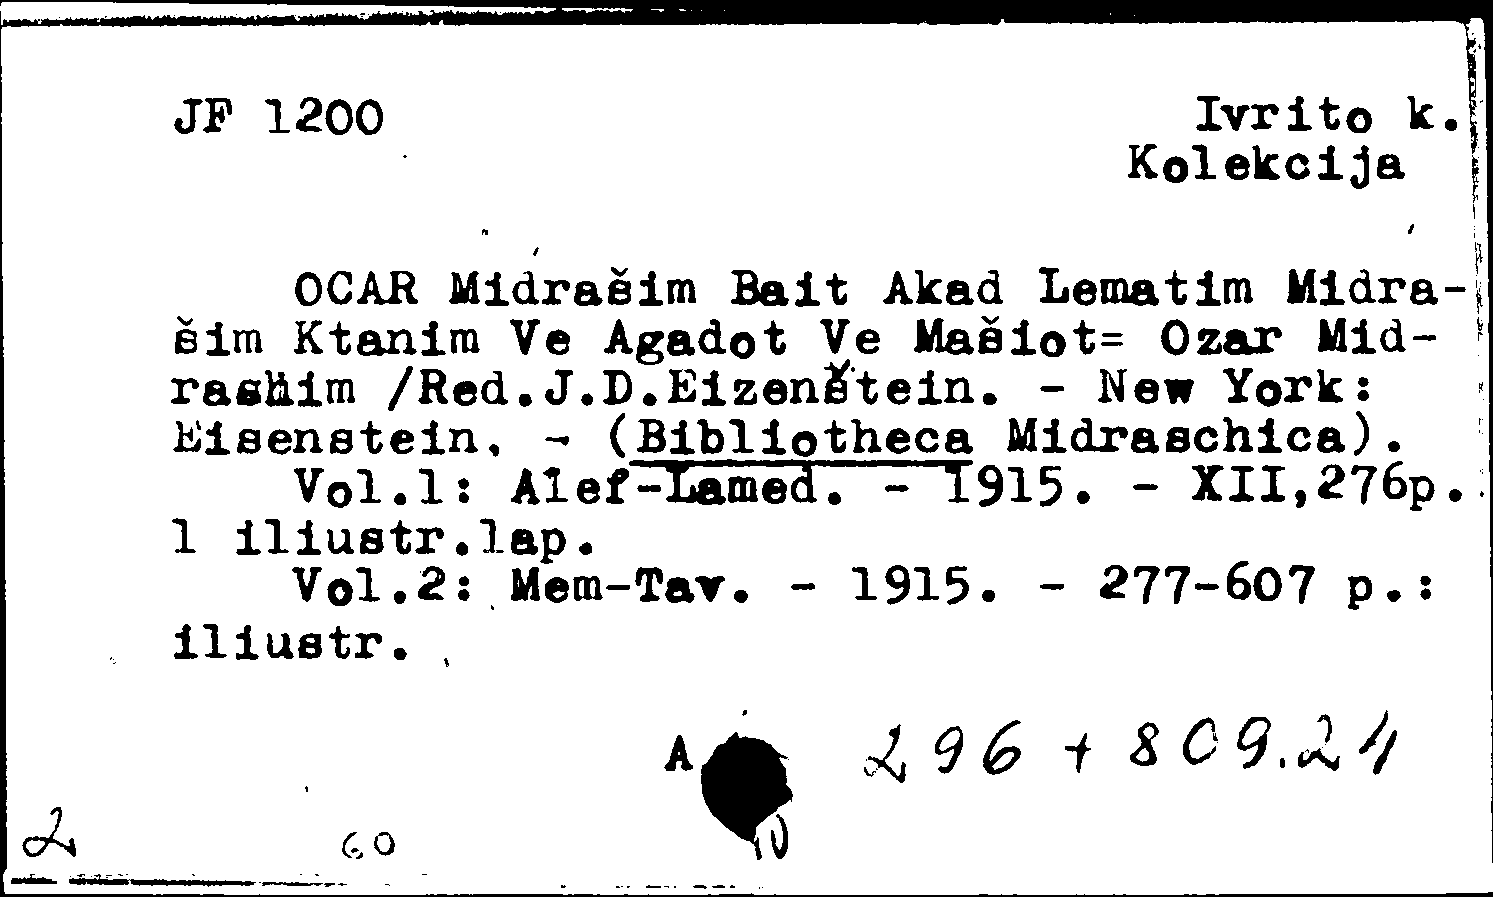 JF 1200
Ivrito k.
Kolekcija
OCAR Midrašim Bait Akad Lematim Midra-
šim Ktanim Ve Agadot Ve Mašiot= Ozar Mid-
rashim /Red.J.D.Eizenštein. - New York:
Eisenstein, - (Bibliotheca Midraschica).
Vol.1: Alef-Lamed. - 1915. - XII,276p.
1 iliustr.lap.
Vol.2: Mem-Tav. - 1915. - 277-607 p.:
iliustr.
A 296 + 809.24
2 60